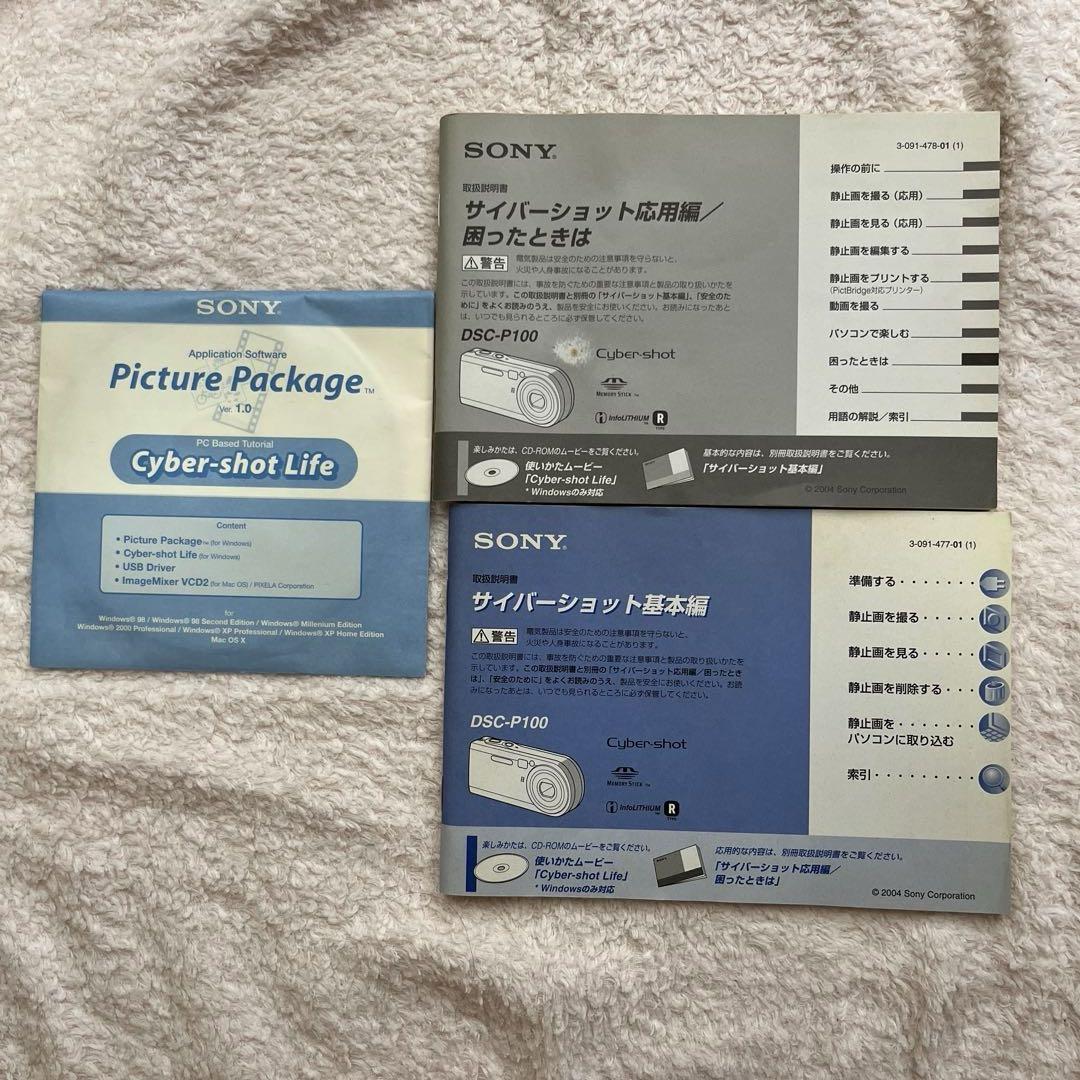 SONY
Application Software
Picture Package™
Ver. 1.0
PC Based Tutorial
Cyber-shot Life
Content
• Picture Package™ (for Windows)
• Cyber-shot Life (for Windows)
• USB Driver
• ImageMixer VCD2 (for Mac OS) / PIXELA Corporation
for
Windows® 98 / Windows® 98 Second Edition / Windows® Millenium Edition
Windows® 2000 Professional / Windows® XP Professional / Windows® XP Home Edition
Mac OS X
SONY®
取扱説明書
サイバーショット応用編／
困ったときは
警告
電気製品は安全のための注意事項を守らないと、
火災や人身事故になることがあります。
この取扱説明書には、事故を防ぐための重要な注意事項と製品の取り扱いかたを
示しています。この取扱説明書と別冊の「サイバーショット基本編」、「安全のた
めに」をよくお読みのうえ、製品を安全にお使いください。お読みになったあと
は、いつでも見られるところに必ず保管してください。
DSC-P100
Cyber-shot
MEMORY STICK™
InfoLITHIUM™ R TYPE
楽しみかたは、CD-ROMのムービーをご覧ください。
使いかたムービー
「Cyber-shot Life」
* Windowsのみ対応
基本的な内容は、別冊取扱説明書をご覧ください。
「サイバーショット基本編」
© 2004 Sony Corporation
3-091-478-01 (1)
操作の前に
静止画を撮る（応用）
静止画を見る（応用）
静止画を編集する
静止画をプリントする
(PictBridge対応プリンター)
動画を撮る
パソコンで楽しむ
困ったときは
その他
用語の解説／索引
SONY®
取扱説明書
サイバーショット基本編
警告
電気製品は安全のための注意事項を守らないと、
火災や人身事故になることがあります。
この取扱説明書には、事故を防ぐための重要な注意事項と製品の取り扱いかたを
示しています。この取扱説明書と別冊の「サイバーショット応用編/困ったとき
は」、「安全のために」をよくお読みのうえ、製品を安全にお使いください。お読
みになったあとは、いつでも見られるところに必ず保管してください。
DSC-P100
Cyber-shot
MEMORY STICK™
InfoLITHIUM™ R TYPE
楽しみかたは、CD-ROMのムービーをご覧ください。
使いかたムービー
「Cyber-shot Life」
* Windowsのみ対応
応用的な内容は、別冊取扱説明書をご覧ください。
「サイバーショット応用編／
困ったときは」
© 2004 Sony Corporation
3-091-477-01 (1)
準備する・・・・・・・
静止画を撮る・・・・・
静止画を見る・・・・・
静止画を削除する・・・
静止画を・・・・・・・
パソコンに取り込む
索引・・・・・・・・・